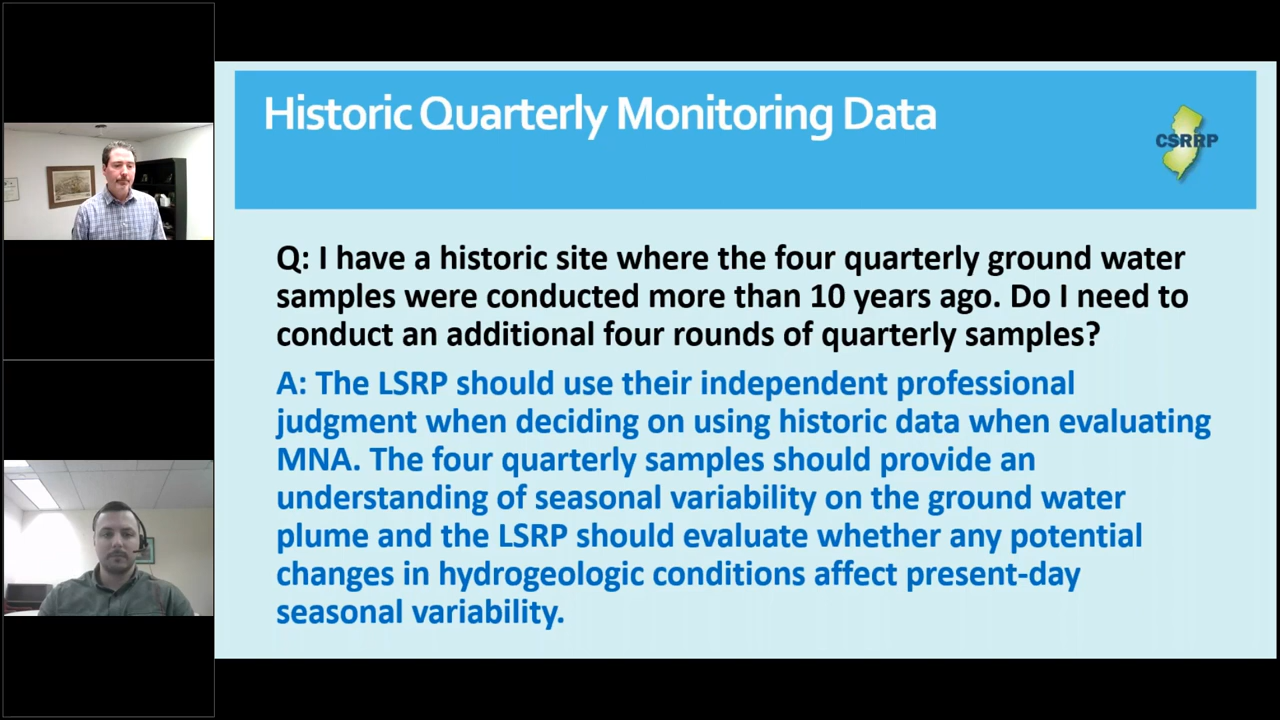 Historic Quarterly Monitoring Data
CSRRP
Q: I have a historic site where the four quarterly ground water
samples were conducted more than 10 years ago. Do I need to
conduct an additional four rounds of quarterly samples?
A: The LSRP should use their independent professional
judgment when deciding on using historic data when evaluating
MNA. The four quarterly samples should provide an
understanding of seasonal variability on the ground water
plume and the LSRP should evaluate whether any potential
changes in hydrogeologic conditions affect present-day
seasonal variability.